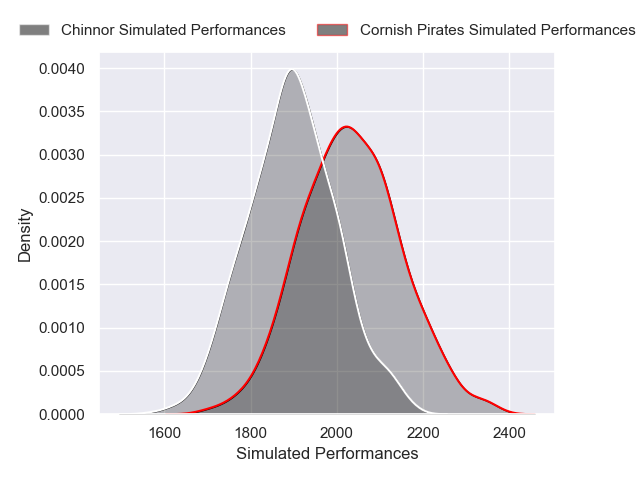 Chinnor Simulated Performances
Cornish Pirates Simulated Performances
0.0040
0.0035
0.0030
0.0025
0.0020
0.0015
0.0010
0.0005
0.0000
Density
1600 1800 2000 2200 2400
Simulated Performances